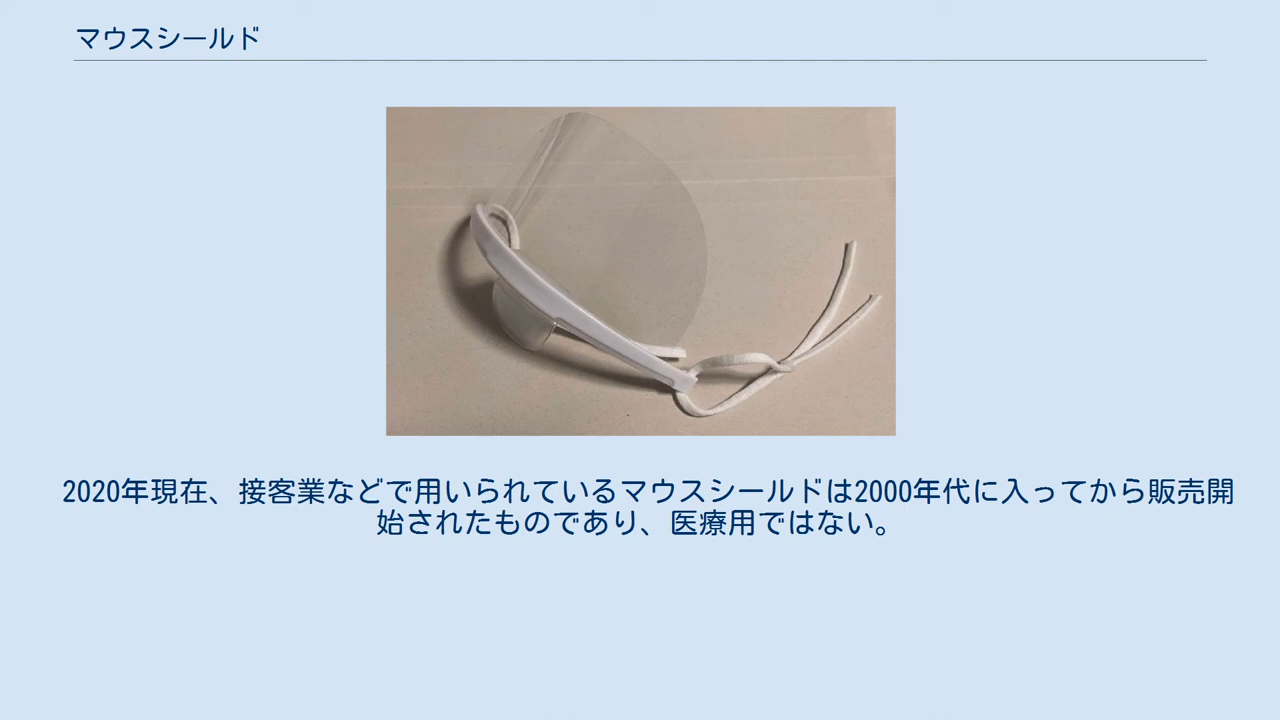 マウスシールド
2020年現在、接客業などで用いられているマウスシールドは2000年代に入ってから販売開
始されたものであり、医療用ではない。